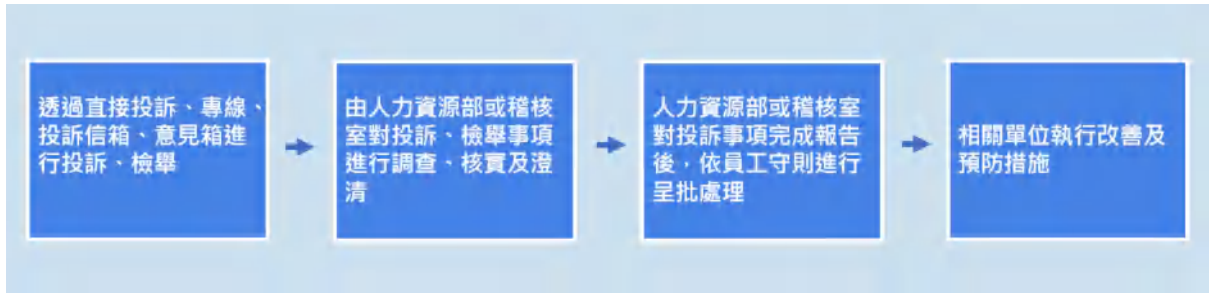 透過直接投訴、專線、
投訴信箱、意見箱進
行投訴、檢舉
由人力資源部或稽核
室對投訴、檢舉事項
進行調查、核實及澄
清
人力資源部或稽核室
對投訴事項完成報告
後，依員工守則進行
呈批處理
相關單位執行改善及
預防措施